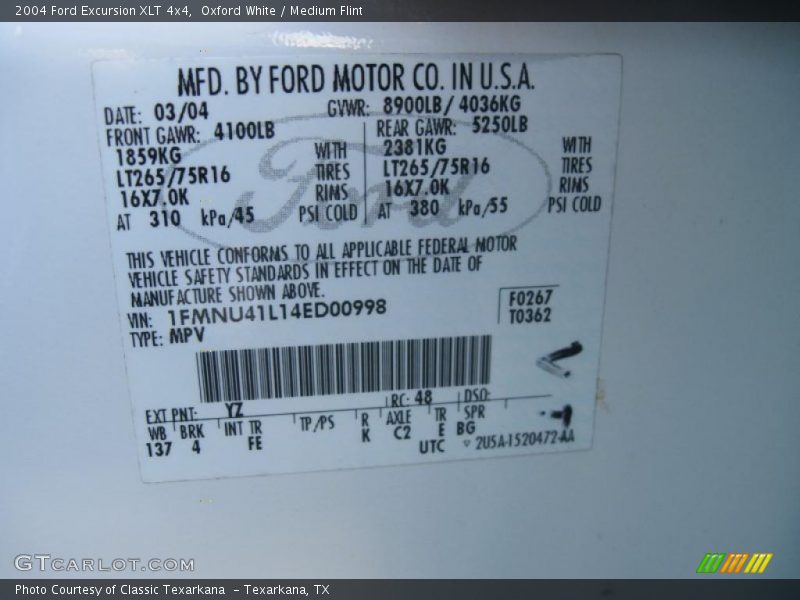 2004 Ford Excursion XLT 4x4, Oxford White / Medium Flint
MFD. BY FORD MOTOR CO. IN U.S.A.
DATE: 03/04 GVWR: 8900LB/ 4036KG
FRONT GAWR: 4100LB REAR GAWR: 5250LB
1859KG WITH 2381KG WITH
LT265/75R16 TIRES LT265/75R16 TIRES
16X7.0K RIMS 16X7.0K RIMS
AT 310 kPa/45 PSI COLD AT 380 kPa/55 PSI COLD
Ford
THIS VEHICLE CONFORMS TO ALL APPLICABLE FEDERAL MOTOR
VEHICLE SAFETY STANDARDS IN EFFECT ON THE DATE OF
MANUFACTURE SHOWN ABOVE.
VIN: 1FMNU41L14ED00998 F0267
TYPE: MPV T0362
EXT PNT: YZ RC: 48 DSO:
WB BRK INT TR TP/PS R AXLE TR SPR
137 4 FE K C2 E BG
UTC ▿ 2U5A-1520472-AA
GTCARLOT.COM
Photo Courtesy of Classic Texarkana - Texarkana, TX